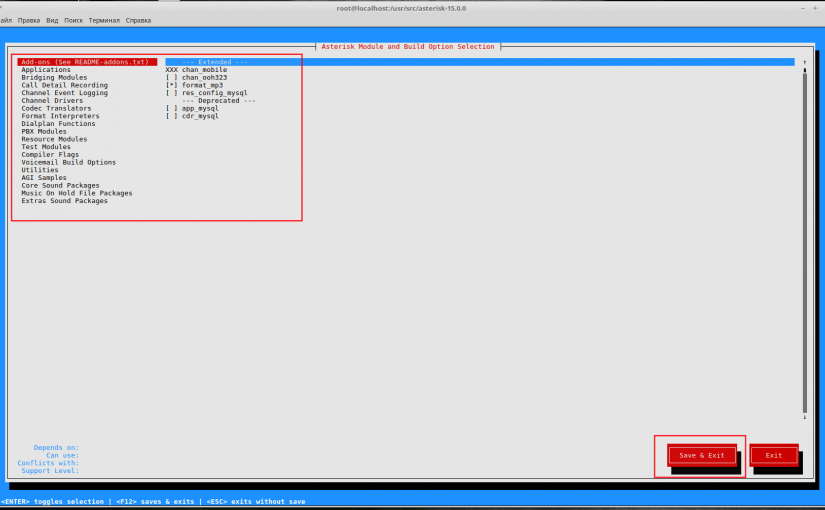 root@localhost:/usr/src/asterisk-15.0.0
айл Правка Вид Поиск Терминал Справка
Asterisk Module and Build Option Selection
Add-ons (See README-addons.txt) --- Extended ---
Applications XXX chan_mobile
Bridging Modules [ ] chan_ooh323
Call Detail Recording [*] format_mp3
Channel Event Logging [ ] res_config_mysql
Channel Drivers --- Deprecated ---
Codec Translators [ ] app_mysql
Format Interpreters [ ] cdr_mysql
Dialplan Functions
PBX Modules
Resource Modules
Test Modules
Compiler Flags
Voicemail Build Options
Utilities
AGI Samples
Core Sound Packages
Music On Hold File Packages
Extras Sound Packages
Depends on:
Can use:
Conflicts with:
Support Level:
Save & Exit Exit
<ENTER> toggles selection | <F12> saves & exits | <ESC> exits without save